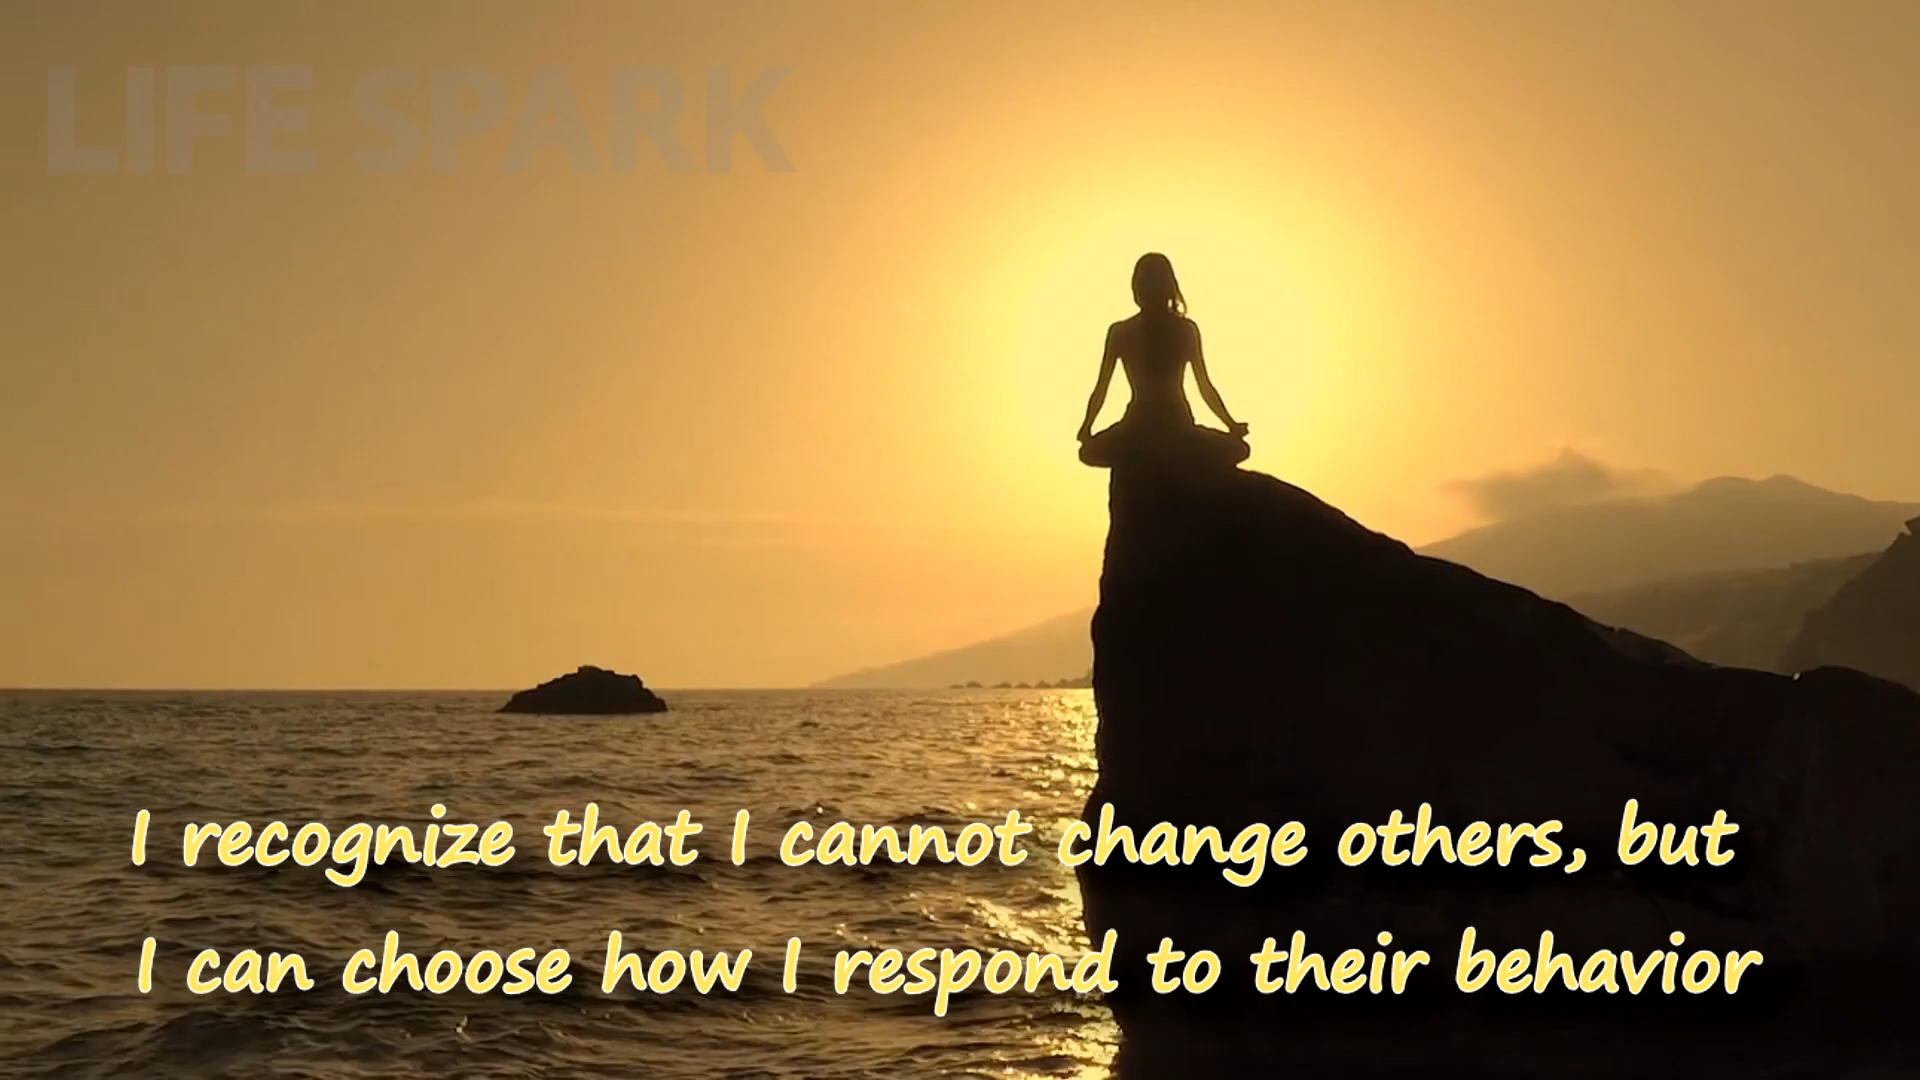 LIFE SPARK
I recognize that I cannot change others, but
I can choose how I respond to their behavior